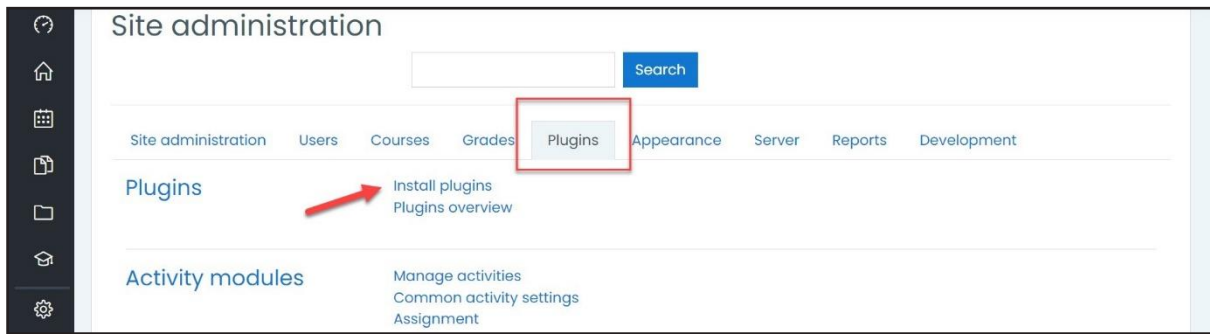 Site administration
Search
Site administration Users Courses Grades Plugins Appearance Server Reports Development
Plugins
Install plugins
Plugins overview
Activity modules
Manage activities
Common activity settings
Assignment